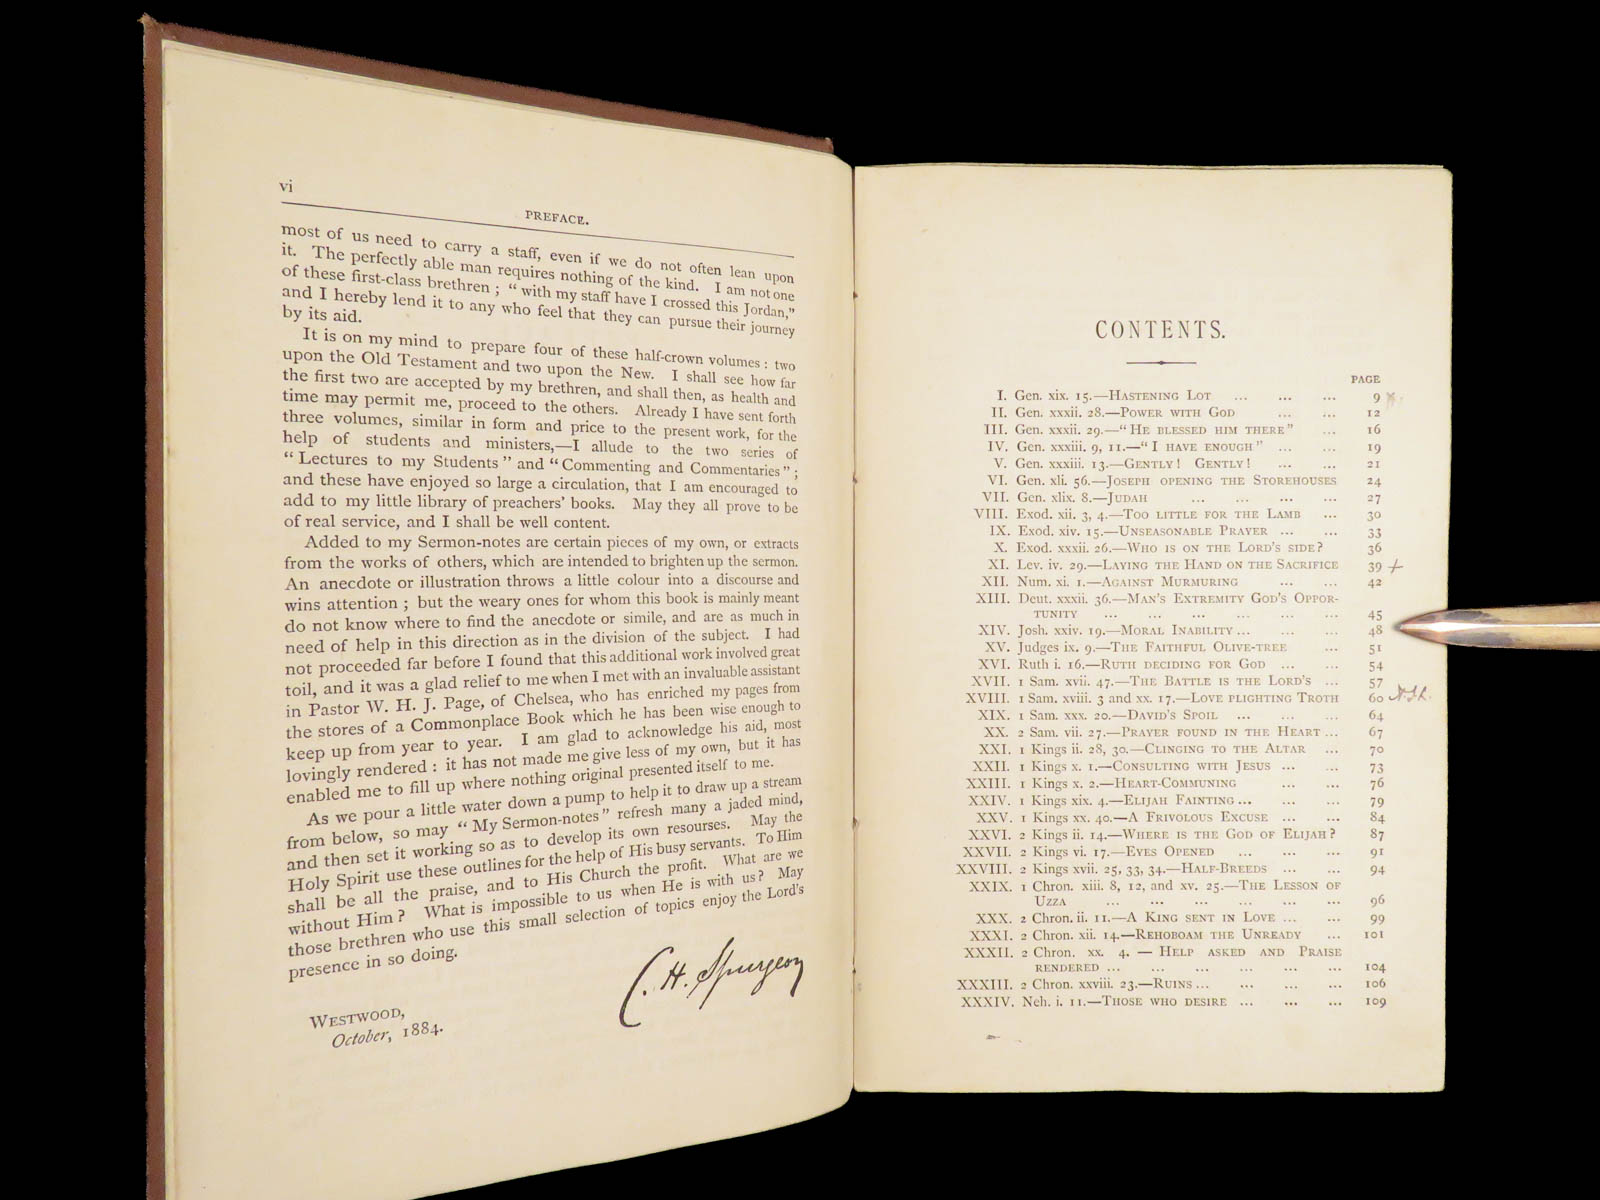 vi
PREFACE.
most of us need to carry a staff, even if we do not often lean upon
it. The perfectly able man requires nothing of the kind. I am not one
of these first-class brethren; “with my staff have I crossed this Jordan,”
and I hereby lend it to any who feel that they can pursue their journey
by its aid.
It is on my mind to prepare four of these half-crown volumes: two
upon the Old Testament and two upon the New. I shall see how far
the first two are accepted by my brethren, and shall then, as health and
time may permit me, proceed to the others. Already I have sent forth
three volumes, similar in form and price to the present work, for the
help of students and ministers,—I allude to the two series of
“Lectures to my Students” and “Commenting and Commentaries”;
and these have enjoyed so large a circulation, that I am encouraged to
add to my little library of preachers’ books. May they all prove to be
of real service, and I shall be well content.
Added to my Sermon-notes are certain pieces of my own, or extracts
from the works of others, which are intended to brighten up the sermon.
An anecdote or illustration throws a little colour into a discourse and
wins attention; but the weary ones for whom this book is mainly meant
do not know where to find the anecdote or simile, and are as much in
need of help in this direction as in the division of the subject. I had
not proceeded far before I found that this additional work involved great
toil, and it was a glad relief to me when I met with an invaluable assistant
in Pastor W. H. J. Page, of Chelsea, who has enriched my pages from
the stores of a Commonplace Book which he has been wise enough to
keep up from year to year. I am glad to acknowledge his aid, most
lovingly rendered: it has not made me give less of my own, but it has
enabled me to fill up where nothing original presented itself to me.
As we pour a little water down a pump to help it to draw up a stream
from below, so may “My Sermon-notes” refresh many a jaded mind,
and then set it working so as to develop its own resourses. May the
Holy Spirit use these outlines for the help of His busy servants. To Him
shall be all the praise, and to His Church the profit. What are we
without Him? What is impossible to us when He is with us? May
those brethren who use this small selection of topics enjoy the Lord’s
presence in so doing.
C. H. Spurgeon
WESTWOOD,
October, 1884.
CONTENTS.
PAGE
I. Gen. xix. 15.—HASTENING LOT ... ... ... 9
II. Gen. xxxii. 28.—POWER WITH GOD ... ... 12
III. Gen. xxxii. 29.—“HE BLESSED HIM THERE” ... 16
IV. Gen. xxxiii. 9, 11.—“I HAVE ENOUGH” ... ... 19
V. Gen. xxxiii. 13.—GENTLY! GENTLY! ... ... 21
VI. Gen. xli. 56.—JOSEPH OPENING THE STOREHOUSES 24
VII. Gen. xlix. 8.—JUDAH ... ... ... ... 27
VIII. Exod. xii. 3, 4.—TOO LITTLE FOR THE LAMB ... 30
IX. Exod. xiv. 15.—UNSEASONABLE PRAYER ... ... 33
X. Exod. xxxii. 26.—WHO IS ON THE LORD’S SIDE? 36
XI. Lev. iv. 29.—LAYING THE HAND ON THE SACRIFICE 39 +
XII. Num. xi. 1.—AGAINST MURMURING ... ... 42
XIII. Deut. xxxii. 36.—MAN’S EXTREMITY GOD’S OPPOR-
TUNITY ... ... ... ... ... ... 45
XIV. Josh. xxiv. 19.—MORAL INABILITY ... ... ... 48
XV. Judges ix. 9.—THE FAITHFUL OLIVE-TREE ... 51
XVI. Ruth i. 16.—RUTH DECIDING FOR GOD ... ... 54
XVII. 1 Sam. xvii. 47.—THE BATTLE IS THE LORD’S ... 57
XVIII. 1 Sam. xviii. 3 and xx. 17.—LOVE PLIGHTING TROTH 60
XIX. 1 Sam. xxx. 20.—DAVID’S SPOIL ... ... ... 64
XX. 2 Sam. vii. 27.—PRAYER FOUND IN THE HEART ... 67
XXI. 1 Kings ii. 28, 30.—CLINGING TO THE ALTAR ... 70
XXII. 1 Kings x. 1.—CONSULTING WITH JESUS ... ... 73
XXIII. 1 Kings x. 2.—HEART-COMMUNING ... ... 76
XXIV. 1 Kings xix. 4.—ELIJAH FAINTING ... ... ... 79
XXV. 1 Kings xx. 40.—A FRIVOLOUS EXCUSE ... ... 84
XXVI. 2 Kings ii. 14.—WHERE IS THE GOD OF ELIJAH? 87
XXVII. 2 Kings vi. 17.—EYES OPENED ... ... ... 91
XXVIII. 2 Kings xvii. 25, 33, 34.—HALF-BREEDS ... ... 94
XXIX. 1 Chron. xiii. 8, 12, and xv. 25.—THE LESSON OF
UZZA ... ... ... ... ... ... 96
XXX. 2 Chron. ii. 11.—A KING SENT IN LOVE ... ... 99
XXXI. 2 Chron. xii. 14.—REHOBOAM THE UNREADY ... 101
XXXII. 2 Chron. xx. 4.—HELP ASKED AND PRAISE
RENDERED ... ... ... ... ... ... 104
XXXIII. 2 Chron. xxviii. 23.—RUINS ... ... ... ... 106
XXXIV. Neh. i. 11.—THOSE WHO DESIRE ... ... ... 109